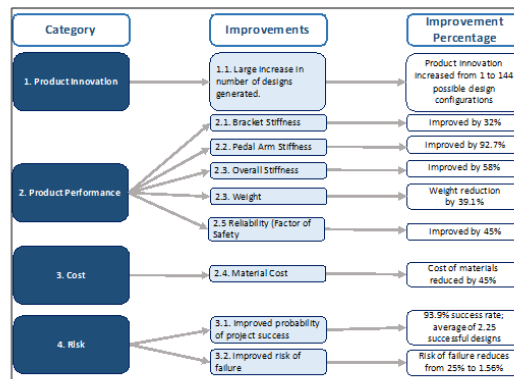 Category
Improvements
Improvement
Percentage
1. Product Innovation
1.1. Large increase in
number of designs
generated.
Product Innovation
increased from 1 to 144
possible design
configurations
2. Product Performance
2.1. Bracket Stiffness
Improved by 32%
2.2. Pedal Arm Stiffness
Improved by 92.7%
2.3. Overall Stiffness
Improved by 58%
2.3. Weight
Weight reduction
by 39.1%
2.5 Reliability (Factor of
Safety
Improved by 45%
3. Cost
2.4. Material Cost
Cost of materials
reduced by 45%
4. Risk
3.1. Improved probability
of project success
93.9% success rate;
average of 2.25
successful designs
3.2. Improved risk of
failure
Risk of failure reduces
from 25% to 1.56%